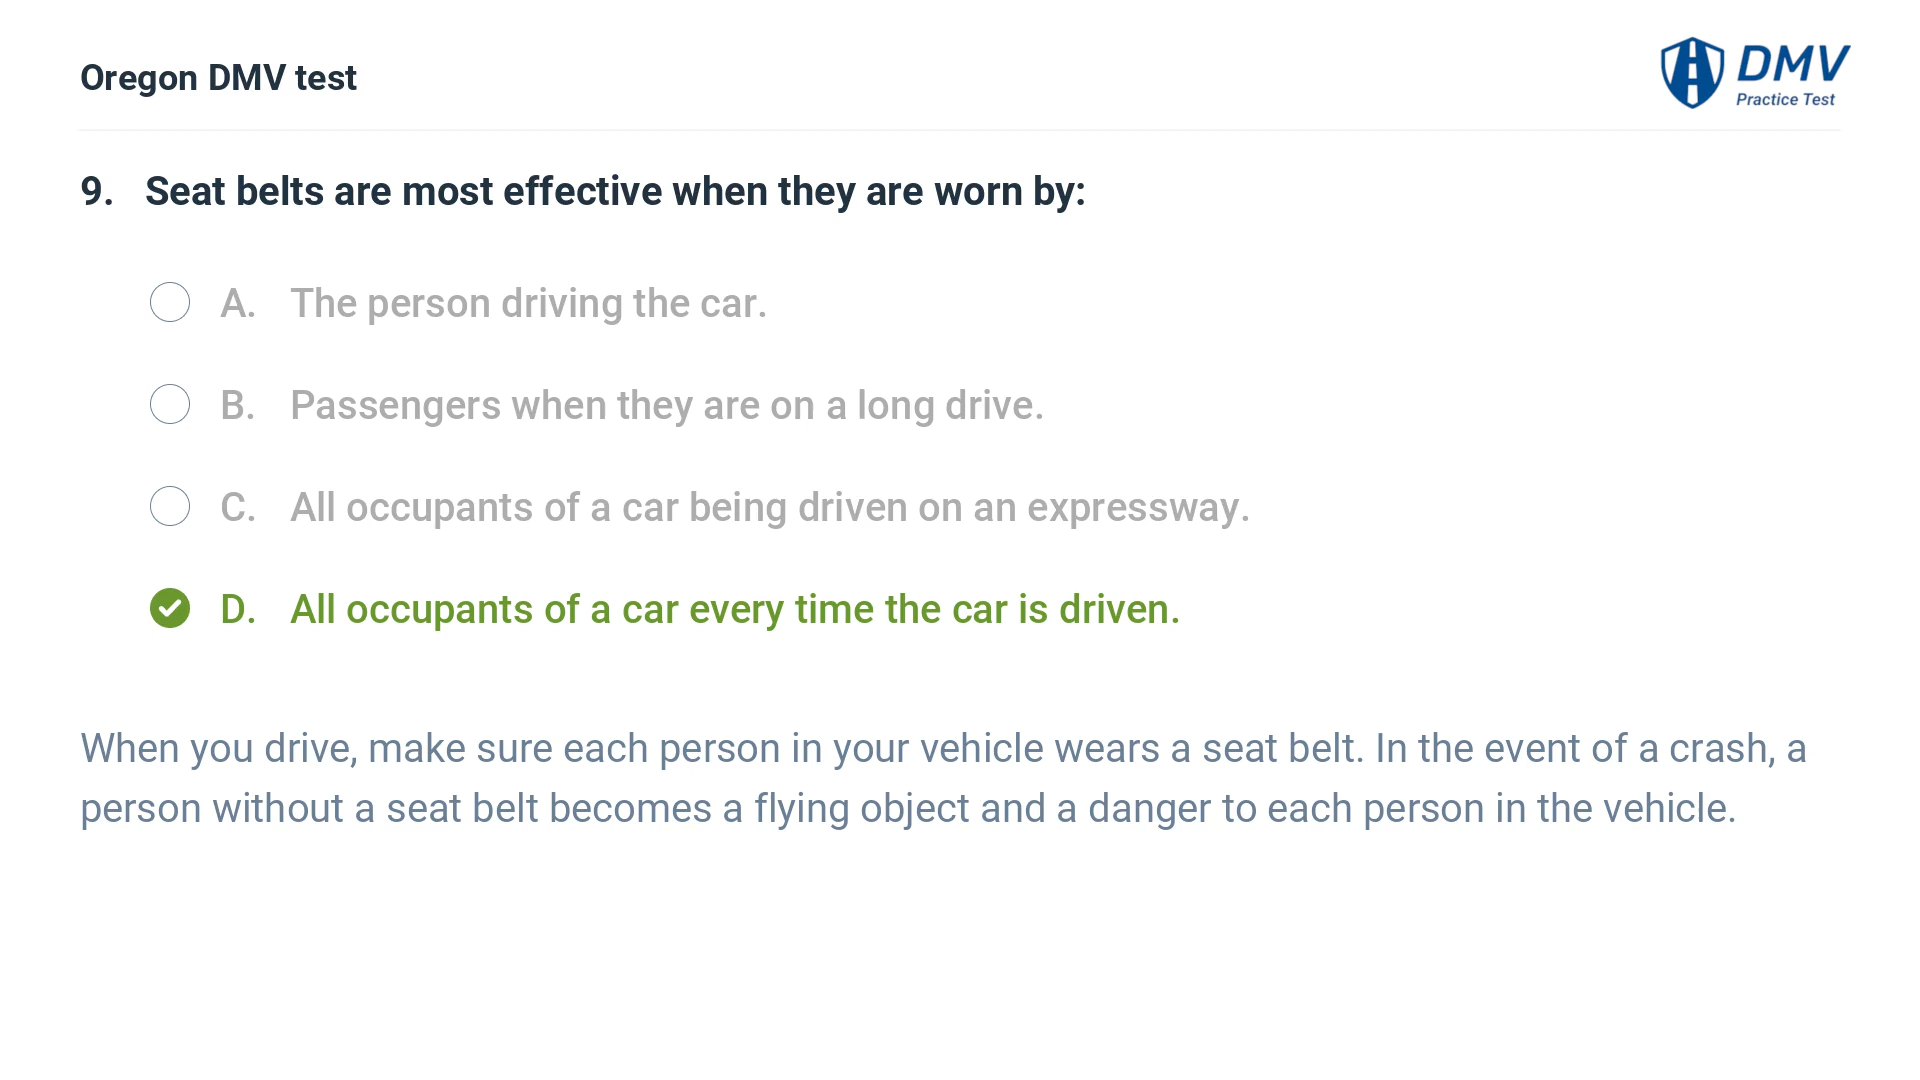 Oregon DMV test
DMV
Practice Test
9. Seat belts are most effective when they are worn by:
A. The person driving the car.
B. Passengers when they are on a long drive.
C. All occupants of a car being driven on an expressway.
D. All occupants of a car every time the car is driven.
When you drive, make sure each person in your vehicle wears a seat belt. In the event of a crash, a
person without a seat belt becomes a flying object and a danger to each person in the vehicle.